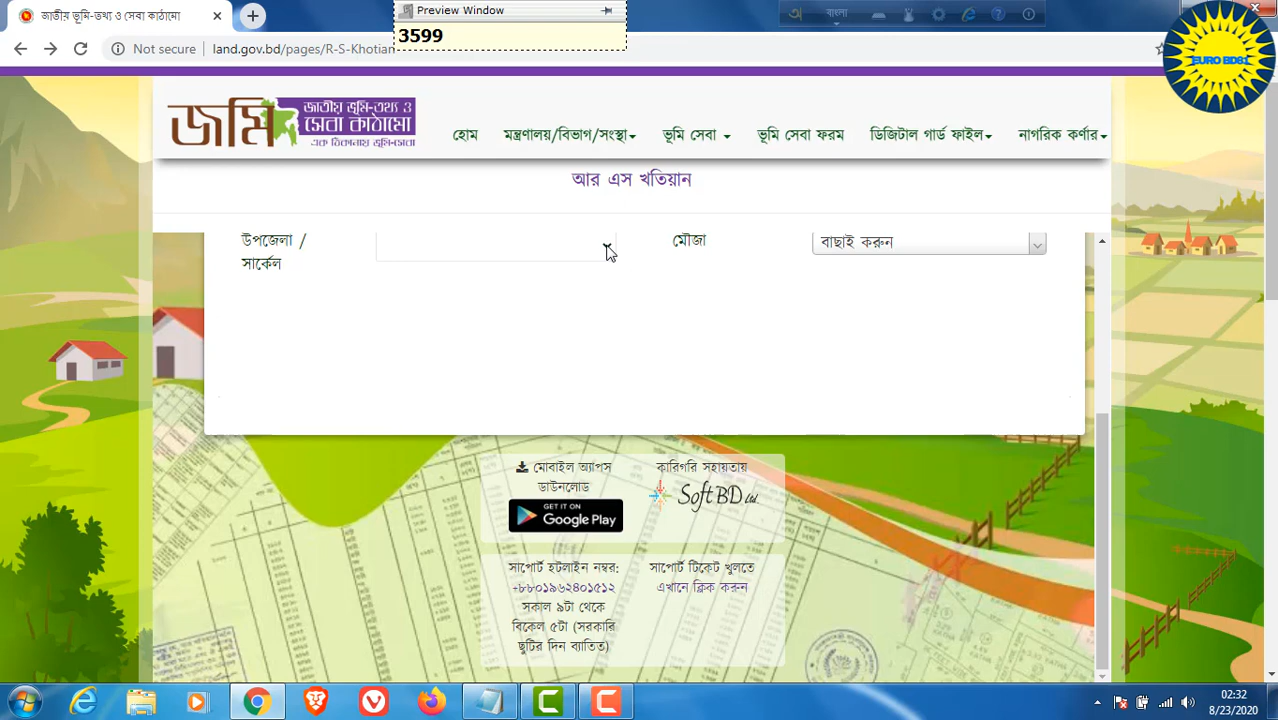 জাতীয় ভূমি-তথ্য ও সেবা কাঠামো
Preview Window
3599
বাংলা
Not secure
land.gov.bd/pages/R-S-Khotian
EURO BD81
জমি
জাতীয় ভূমি-তথ্য ও
সেবা কাঠামো
এক ঠিকানায় ভূমি-সেবা
হোম
মন্ত্রণালয়/বিভাগ/সংস্থা
ভূমি সেবা
ভূমি সেবা ফরম
ডিজিটাল গার্ড ফাইল
নাগরিক কর্ণার
আর এস খতিয়ান
উপজেলা /
সার্কেল
মৌজা
বাছাই করুন
মোবাইল অ্যাপস
ডাউনলোড
GET IT ON
Google Play
কারিগরি সহায়তায়
SoftBD Ltd.
সাপোর্ট হটলাইন নম্বর:
+৮৮০১৯৬২৪০১৫১২
সকাল ৯টা থেকে
বিকেল ৫টা (সরকারি
ছুটির দিন ব্যতিত)
সাপোর্ট টিকেট খুলতে
এখানে ক্লিক করুন
02:32
8/23/2020